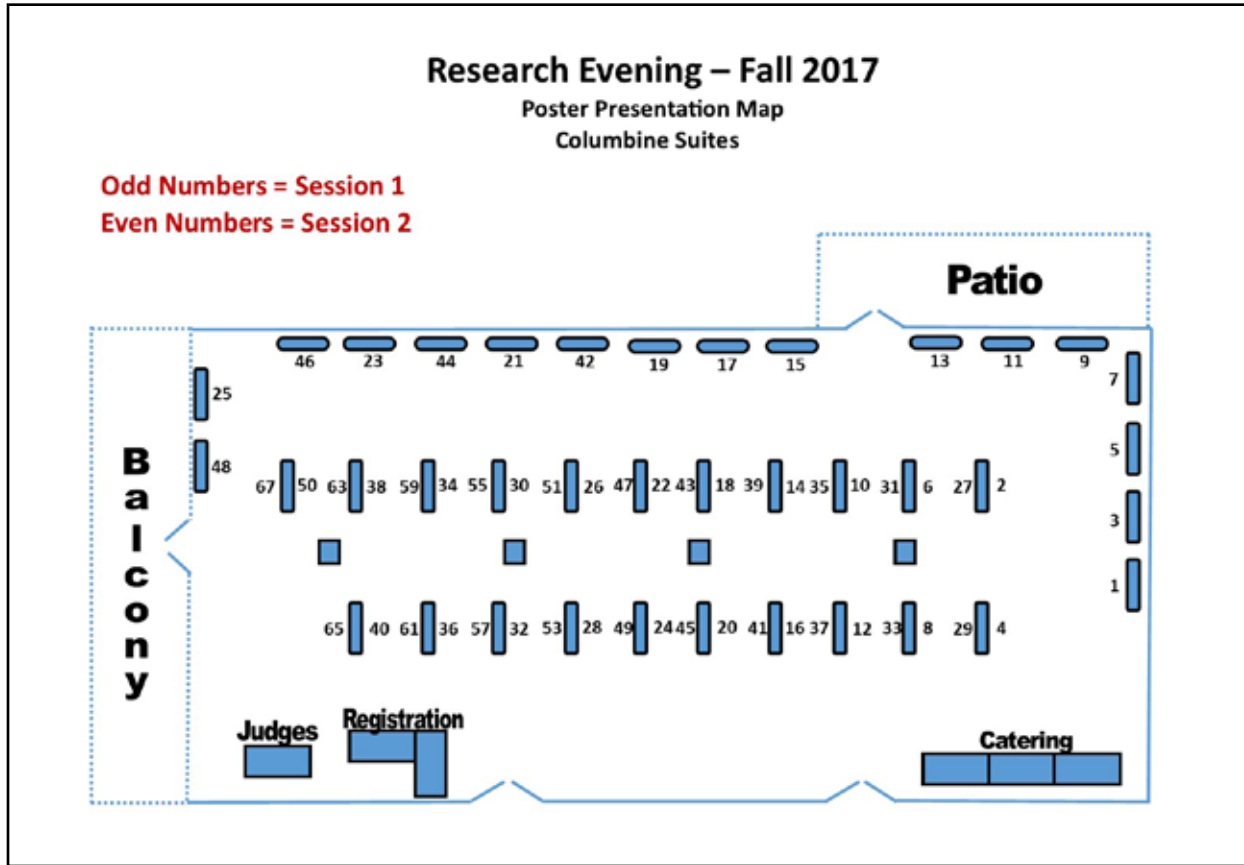 Research Evening – Fall 2017
Poster Presentation Map
Columbine Suites
Odd Numbers = Session 1
Even Numbers = Session 2
Patio
46 23 44 21 42 19 17 15 13 11 9
7
25
5
48
67 50 63 38 59 34 55 30 51 26 47 22 43 18 39 14 35 10 31 6 27 2
3
1
65 40 61 36 57 32 53 28 49 24 45 20 41 16 37 12 33 8 29 4
Balcony
Judges
Registration
Catering